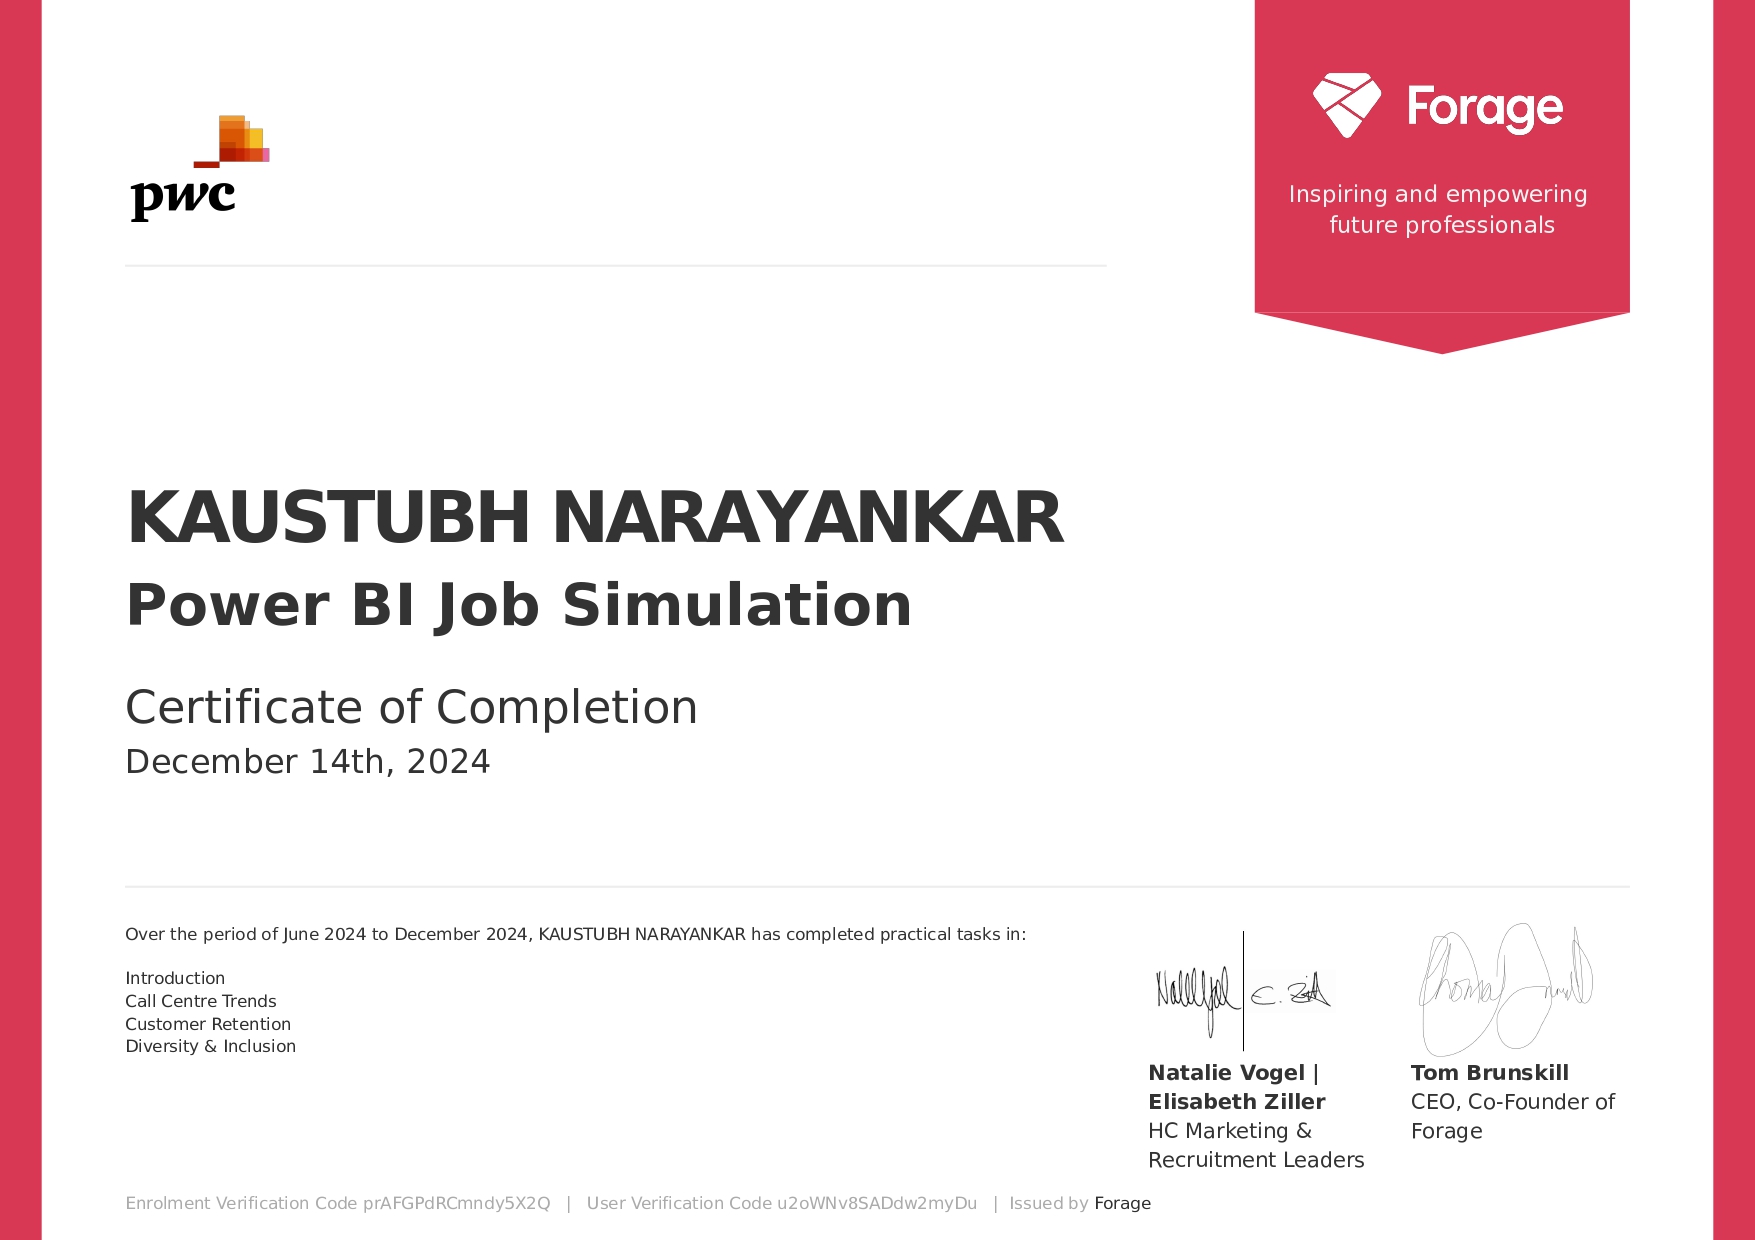 pwc
Forage
Inspiring and empowering
future professionals
KAUSTUBH NARAYANKAR
Power BI Job Simulation
Certificate of Completion
December 14th, 2024
Over the period of June 2024 to December 2024, KAUSTUBH NARAYANKAR has completed practical tasks in:
Introduction
Call Centre Trends
Customer Retention
Diversity & Inclusion
Natalie Vogel |
Elisabeth Ziller
HC Marketing &
Recruitment Leaders
Tom Brunskill
CEO, Co-Founder of
Forage
Enrolment Verification Code prAFGPdRCmndy5X2Q | User Verification Code u2oWNv8SADdw2myDu | Issued by Forage